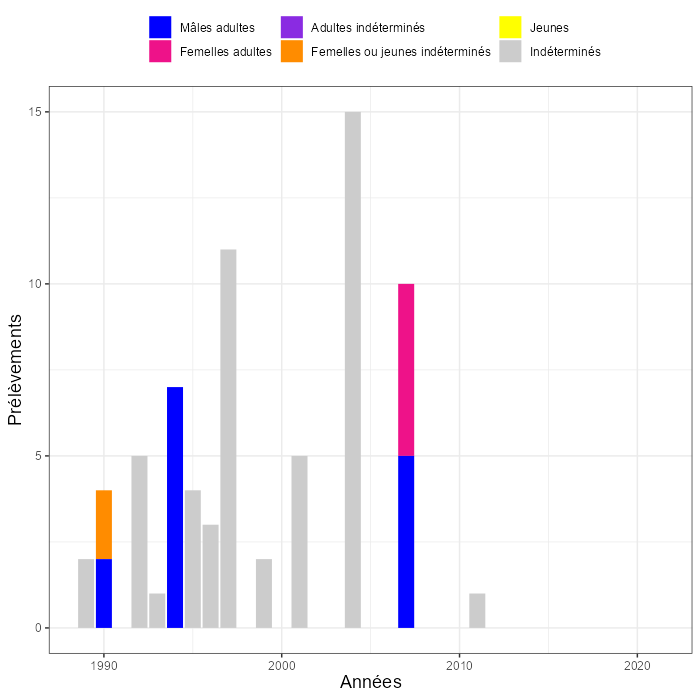 Mâles adultes Adultes indéterminés Jeunes
Femelles adultes Femelles ou jeunes indéterminés Indéterminés
15
10
5
0
Prélèvements
1990 2000 2010 2020
Années